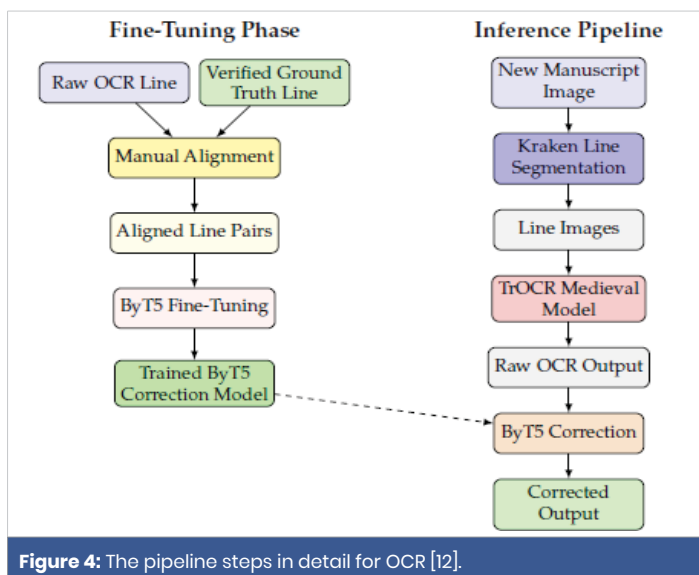 Fine-Tuning Phase
Raw OCR Line
Verified Ground
Truth Line
Manual Alignment
Aligned Line Pairs
ByT5 Fine-Tuning
Trained ByT5
Correction Model
Inference Pipeline
New Manuscript
Image
Kraken Line
Segmentation
Line Images
TrOCR Medieval
Model
Raw OCR Output
ByT5 Correction
Corrected
Output
Figure 4: The pipeline steps in detail for OCR [12].